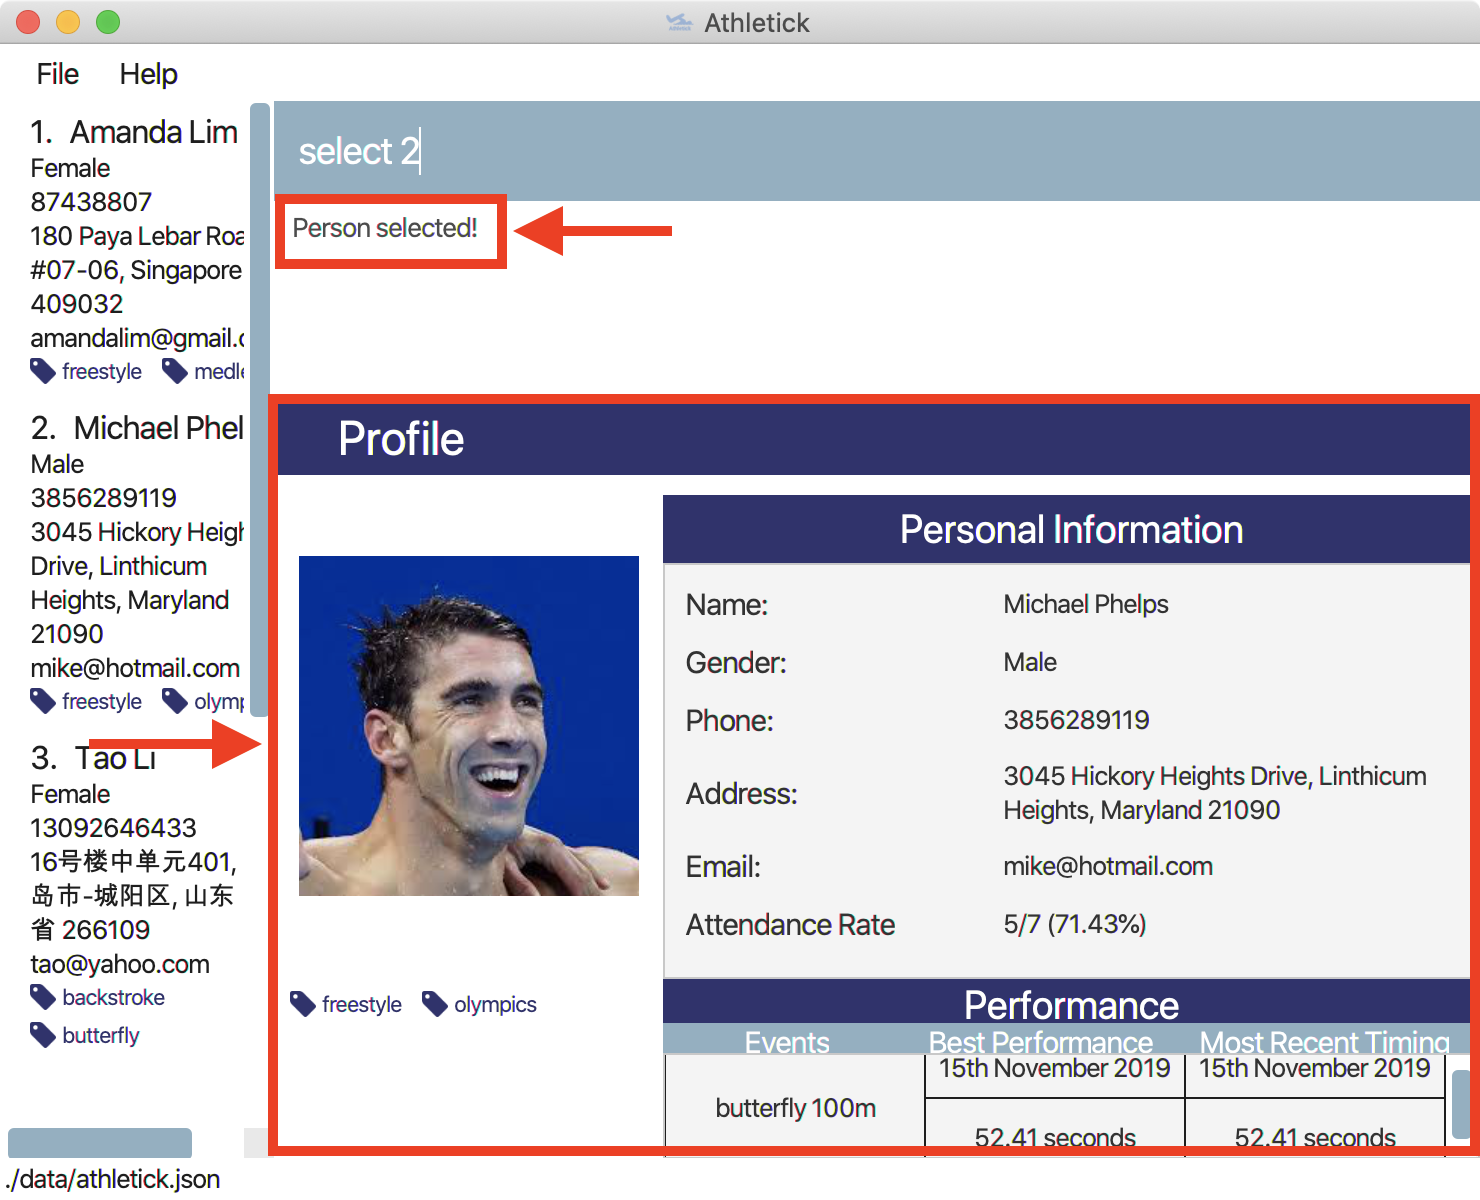 Athletick
File Help
1. Amanda Lim
Female
87438807
180 Paya Lebar Roa
#07-06, Singapore
409032
amandalim@gmail.c
freestyle medle
2. Michael Phel
Male
3856289119
3045 Hickory Heigh
Drive, Linthicum
Heights, Maryland
21090
mike@hotmail.com
freestyle olymp
3. Tao Li
Female
13092646433
16号楼中单元401,
岛市-城阳区, 山东
省 266109
tao@yahoo.com
backstroke
butterfly
select 2
Person selected!
Profile
freestyle olympics
Personal Information
Name: Michael Phelps
Gender: Male
Phone: 3856289119
Address: 3045 Hickory Heights Drive, Linthicum
Heights, Maryland 21090
Email: mike@hotmail.com
Attendance Rate 5/7 (71.43%)
Performance
Events Best Performance Most Recent Timing
15th November 2019 15th November 2019
butterfly 100m
52.41 seconds 52.41 seconds
./data/athletick.json